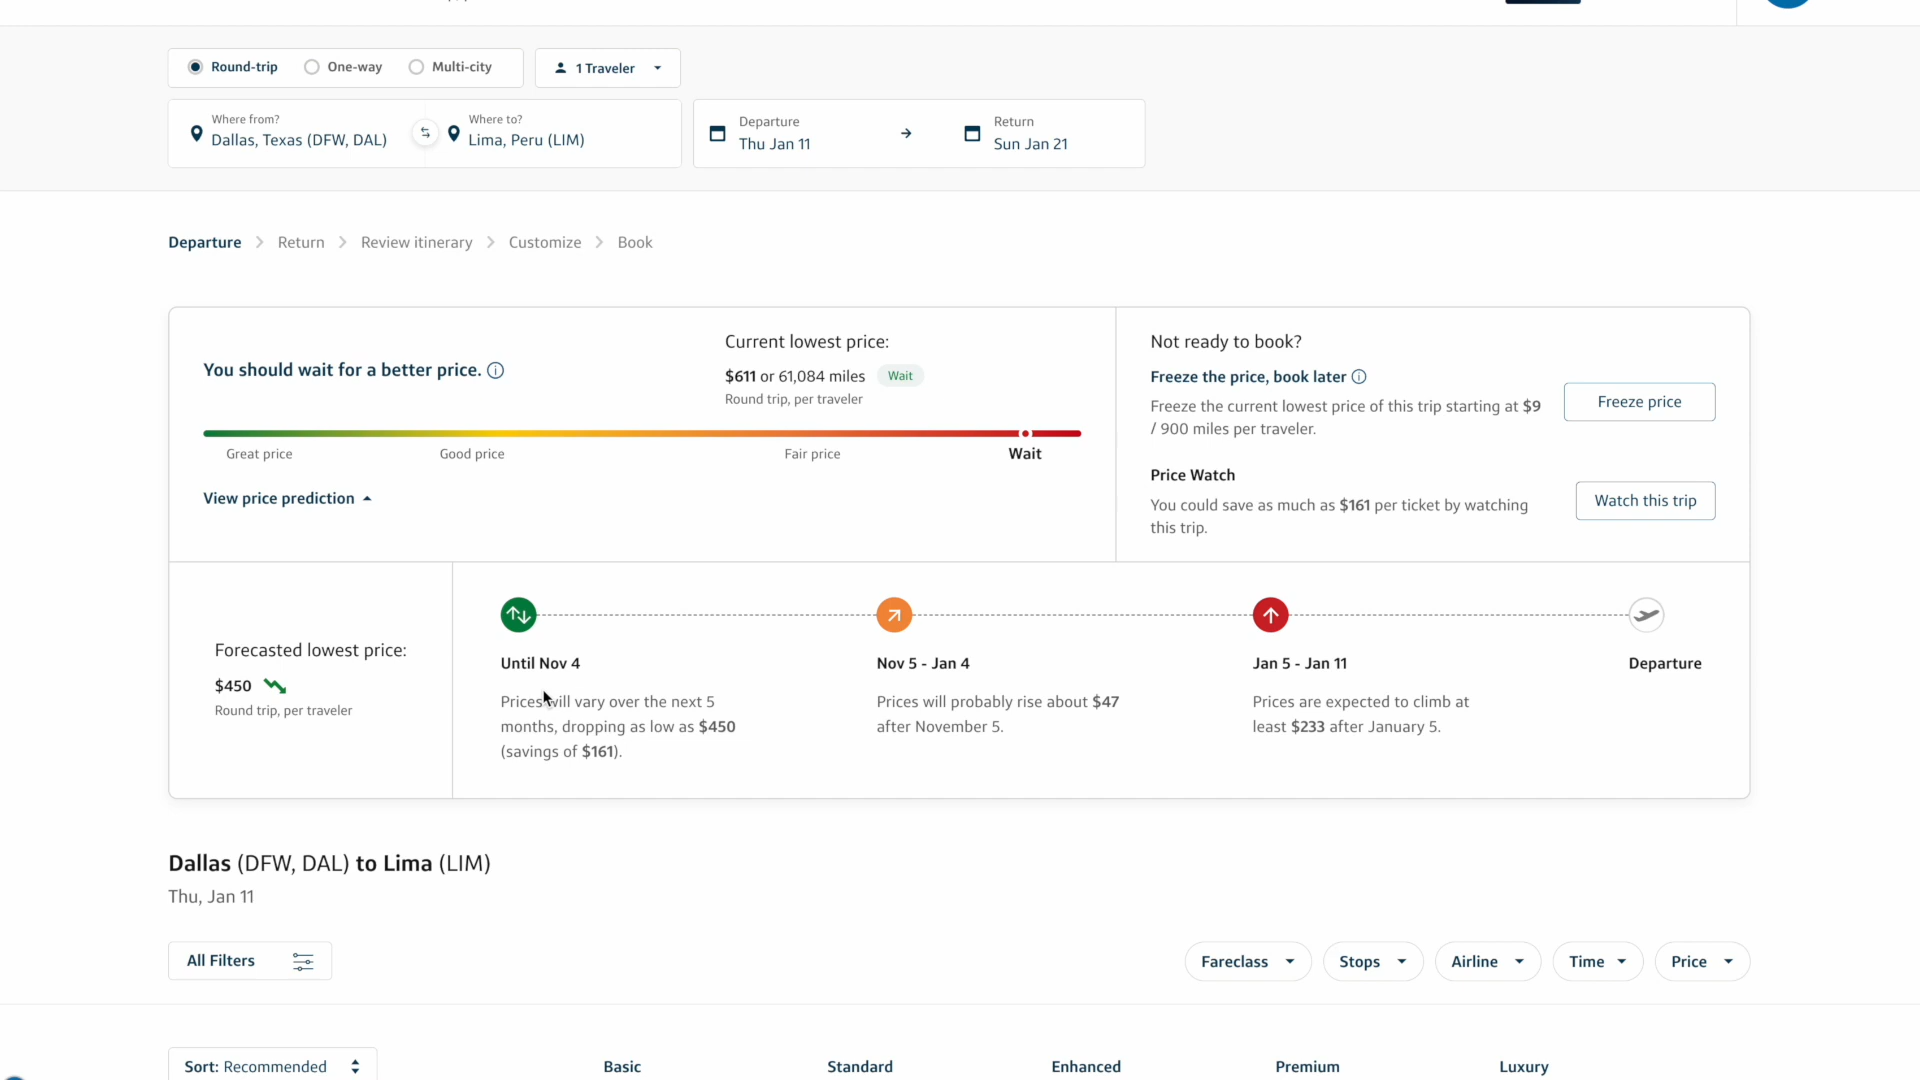 Round-trip One-way Multi-city 1 Traveler
Where from? Where to? Departure Return
Dallas, Texas (DFW, DAL) Lima, Peru (LIM) Thu Jan 11 Sun Jan 21
Departure Return Review itinerary Customize Book
You should wait for a better price.
Current lowest price:
$611 or 61,084 miles Wait
Round trip, per traveler
Great price Good price Fair price Wait
View price prediction
Not ready to book?
Freeze the price, book later
Freeze the current lowest price of this trip starting at $9
/ 900 miles per traveler.
Freeze price
Price Watch
You could save as much as $161 per ticket by watching
this trip.
Watch this trip
Forecasted lowest price:
$450
Round trip, per traveler
Until Nov 4
Prices will vary over the next 5
months, dropping as low as $450
(savings of $161).
Nov 5 - Jan 4
Prices will probably rise about $47
after November 5.
Jan 5 - Jan 11
Prices are expected to climb at
least $233 after January 5.
Departure
Dallas (DFW, DAL) to Lima (LIM)
Thu, Jan 11
All Filters Fareclass Stops Airline Time Price
Sort: Recommended Basic Standard Enhanced Premium Luxury